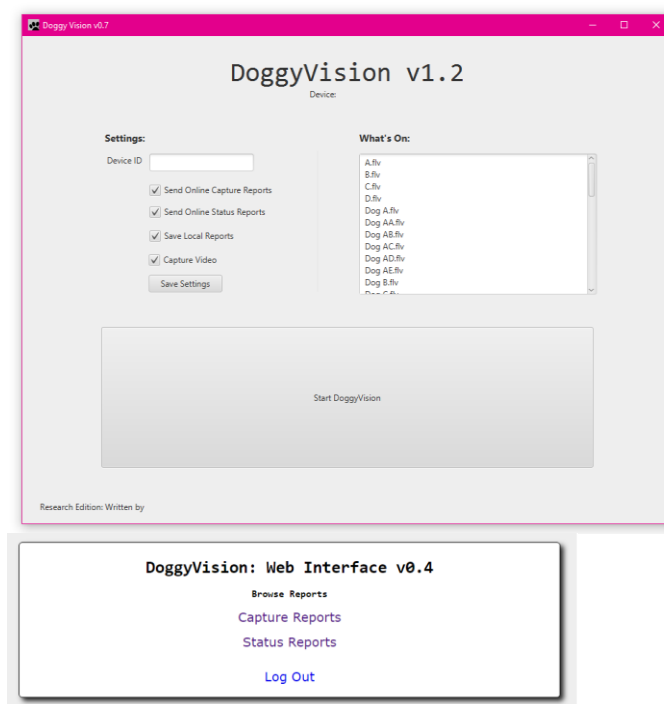 Doggy Vision v0.7
DoggyVision v1.2
Device:
Settings:
Device ID
Send Online Capture Reports
Send Online Status Reports
Save Local Reports
Capture Video
Save Settings
What's On:
A.flv
B.flv
C.flv
D.flv
Dog A.flv
Dog AA.flv
Dog AB.flv
Dog AC.flv
Dog AD.flv
Dog AE.flv
Dog B.flv
Dog C.flv
Start DoggyVision
Research Edition: Written by
DoggyVision: Web Interface v0.4
Browse Reports
Capture Reports
Status Reports
Log Out